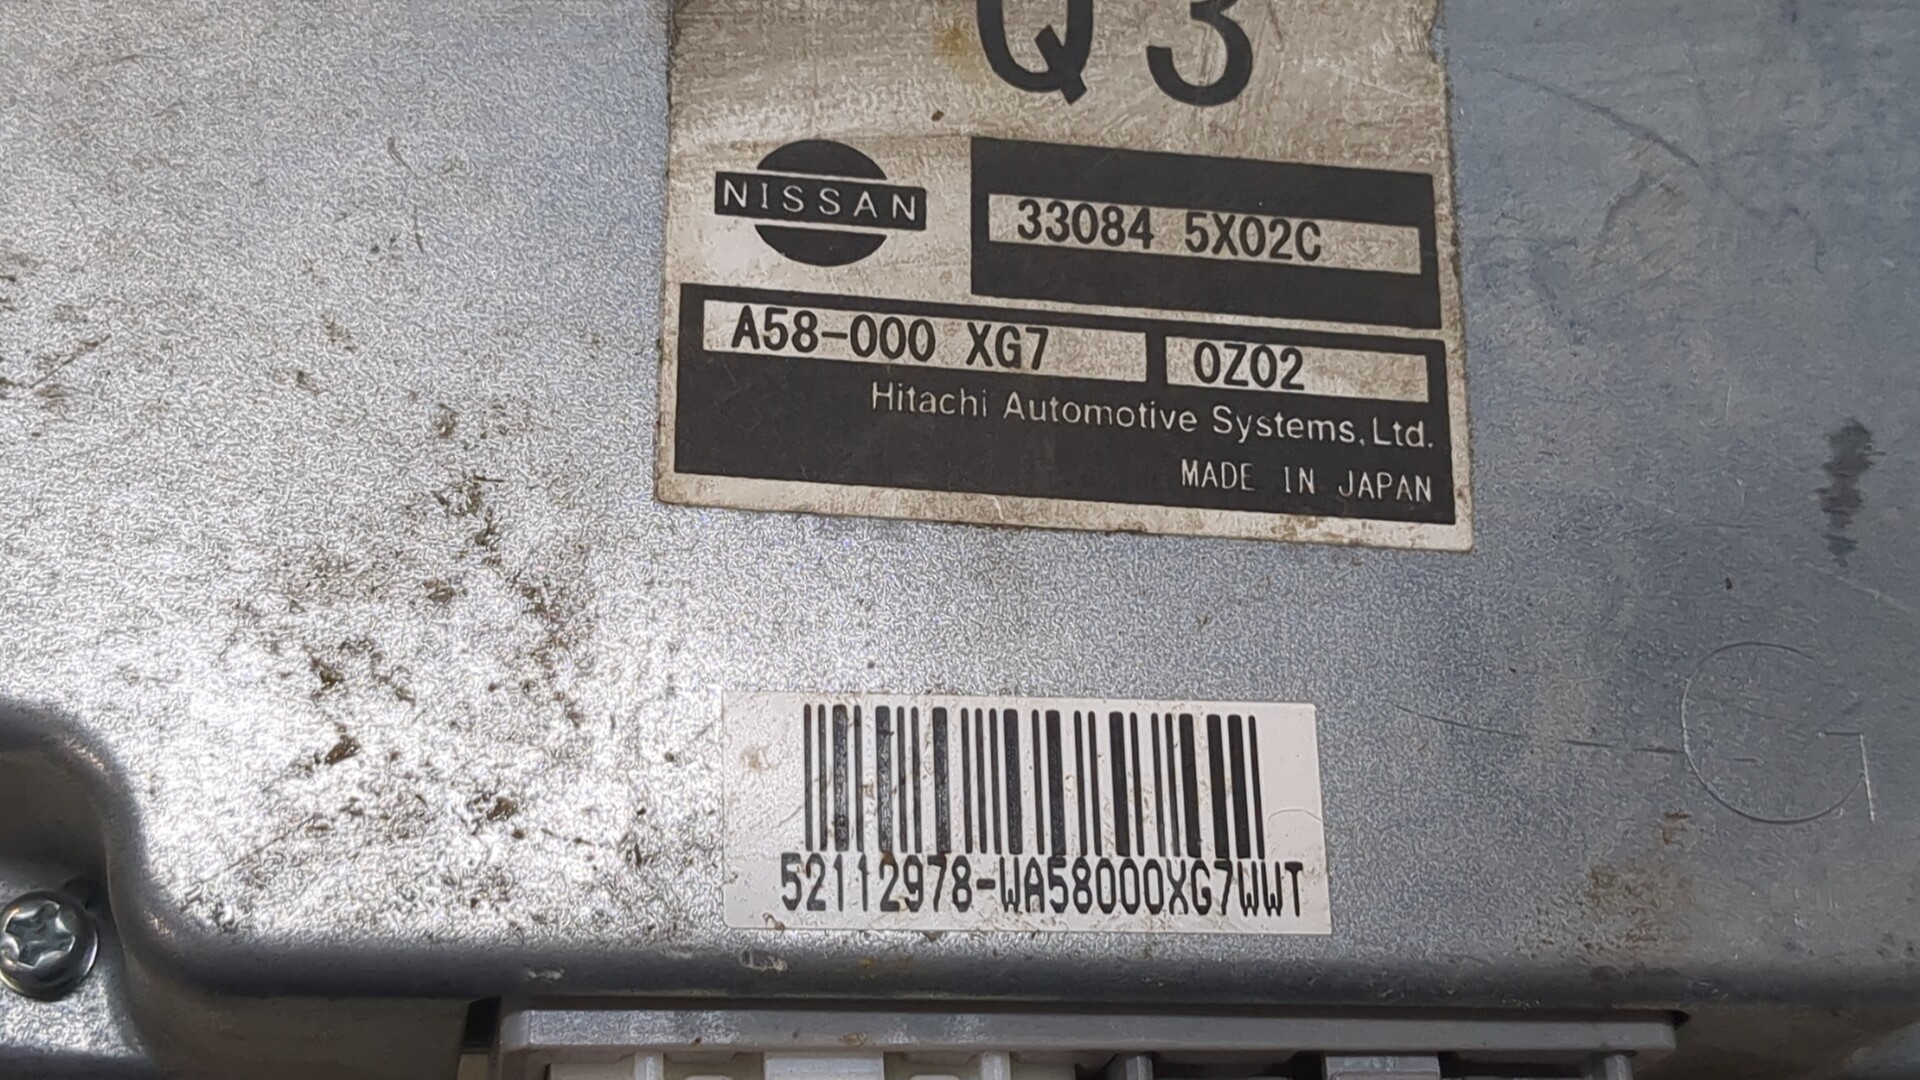 Q3
NISSAN
33084 5X02C
A58-000 XG7
0Z02
Hitachi Automotive Systems, Ltd.
MADE IN JAPAN
52112978-WA58000XG7WWT